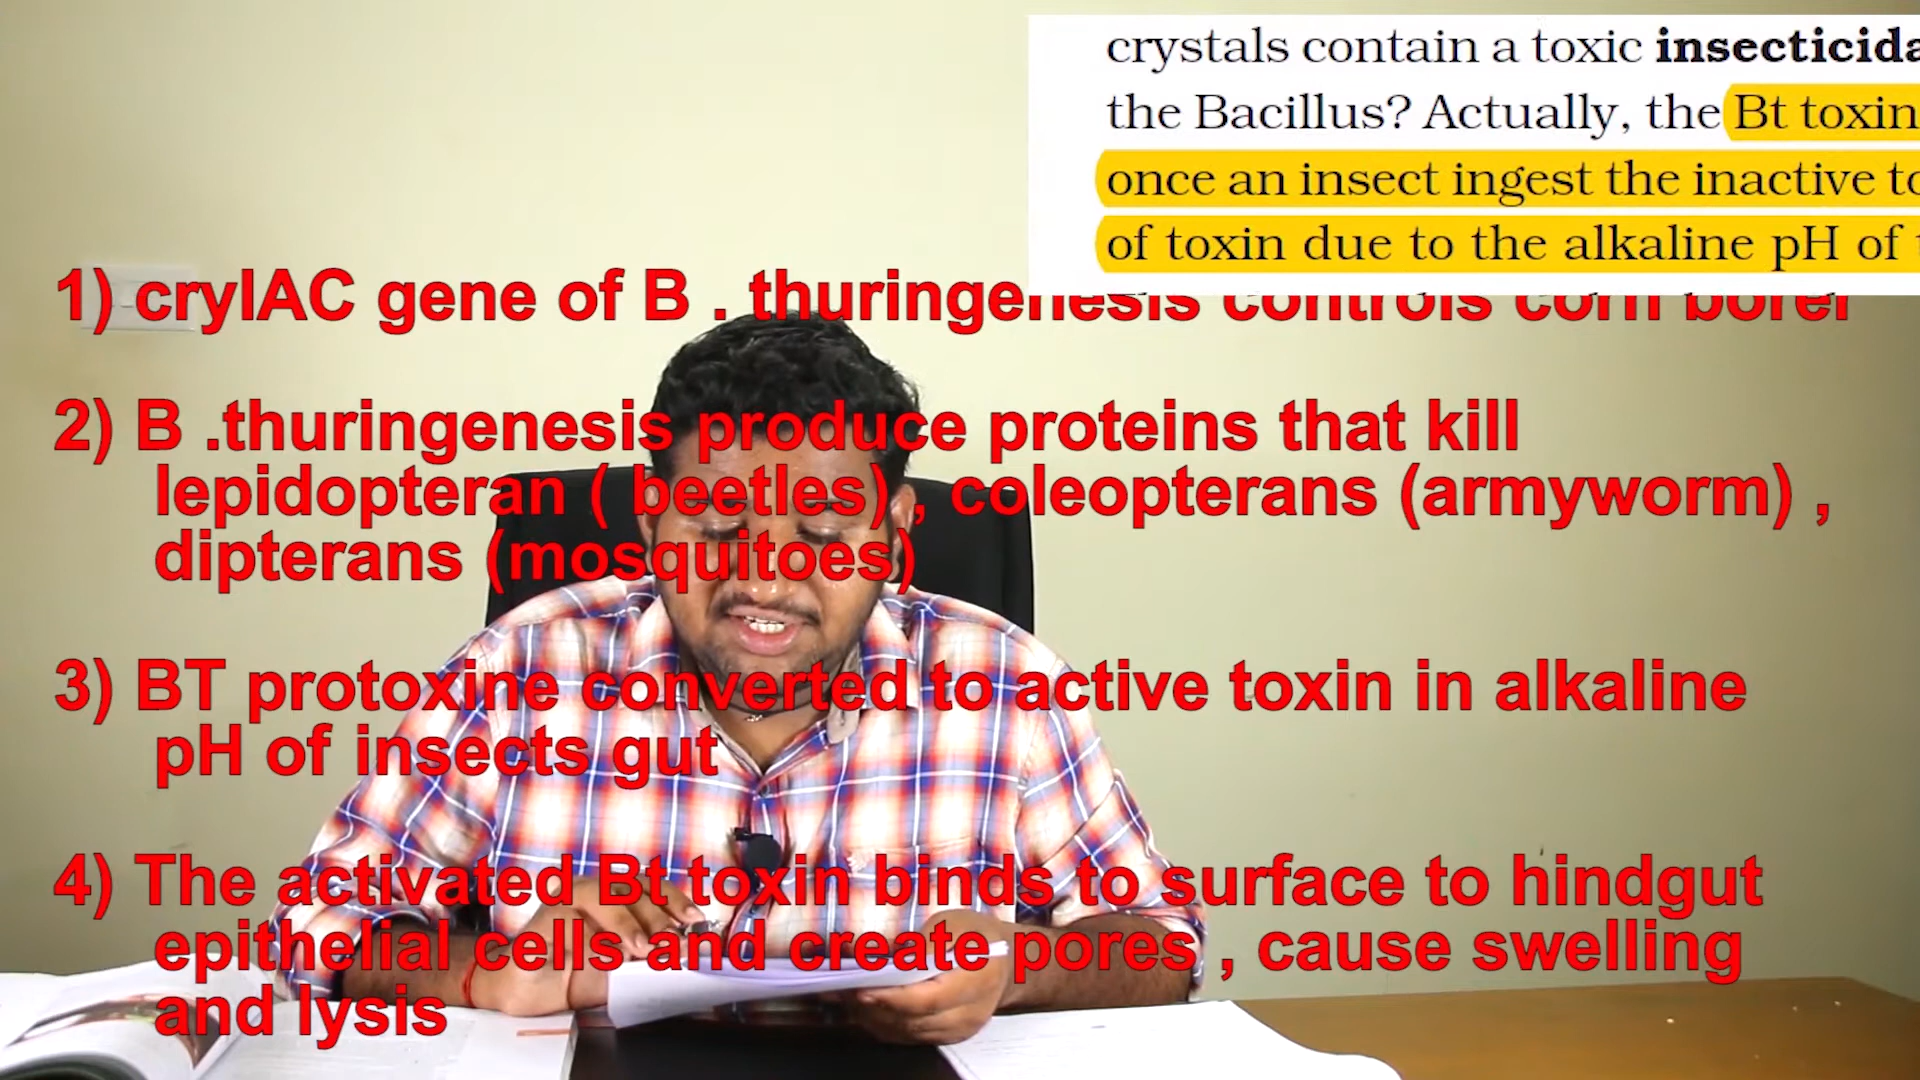 crystals contain a toxic insecticida
the Bacillus? Actually, the Bt toxin
once an insect ingest the inactive to
of toxin due to the alkaline pH of
1) cryIAC gene of B . thuringenesis controls corn borer
2) B .thuringenesis produce proteins that kill
lepidopteran ( beetles) , coleopterans (armyworm) ,
dipterans (mosquitoes)
3) BT protoxine converted to active toxin in alkaline
pH of insects gut
4) The activated Bt toxin binds to surface to hindgut
epithelial cells and create pores , cause swelling
and lysis